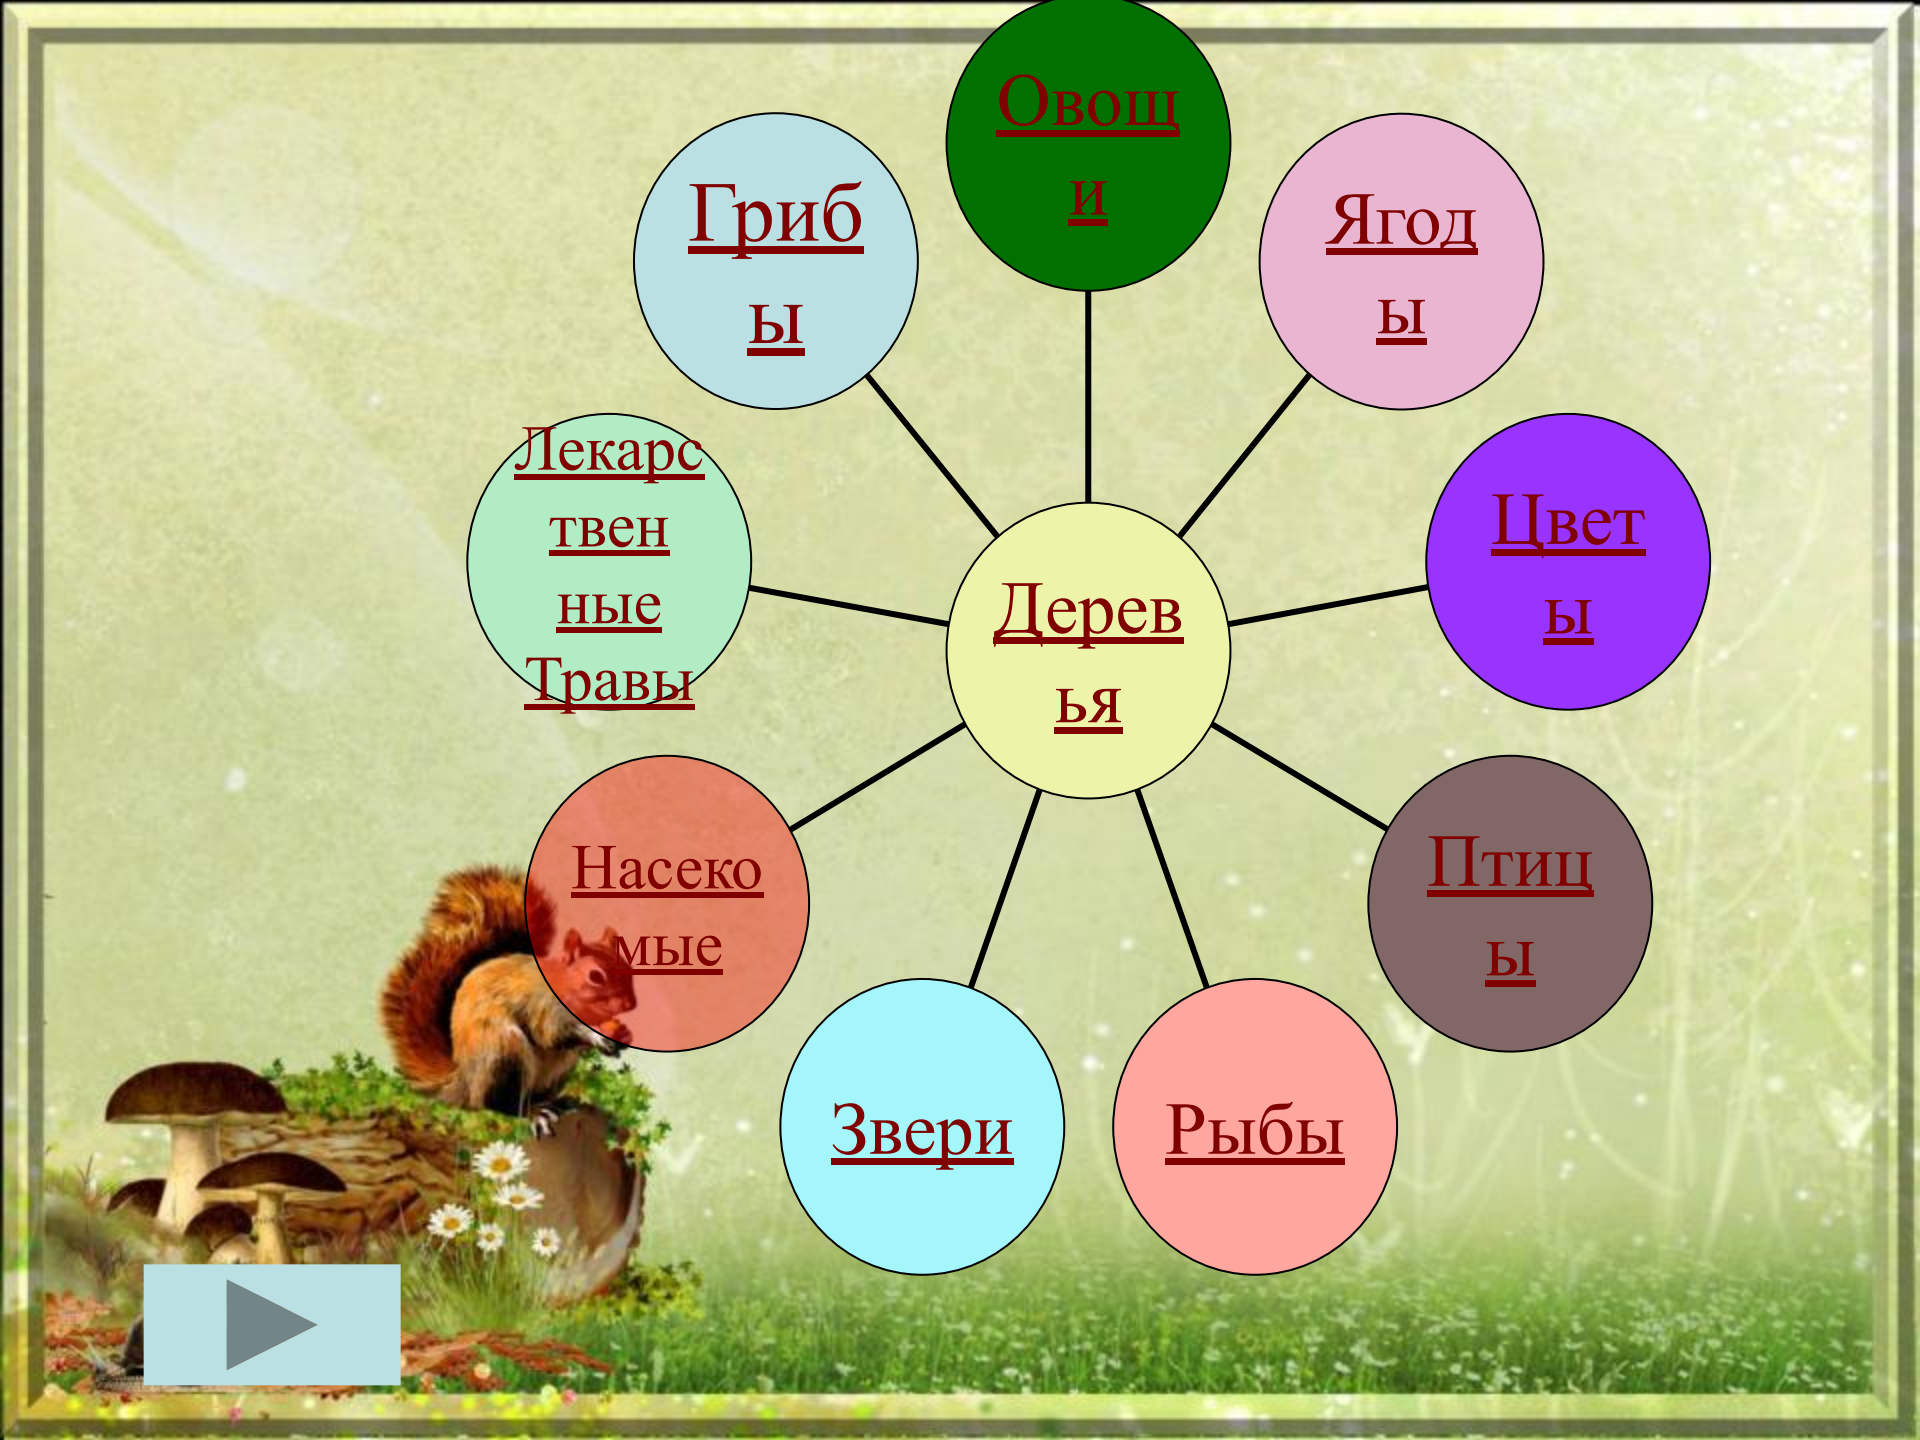 Овощ
и
Гриб
ы
Ягод
ы
Лекарс
твен
ные
Травы
Цвет
ы
Дерев
ья
Насеко
мые
Птиц
ы
Звери
Рыбы